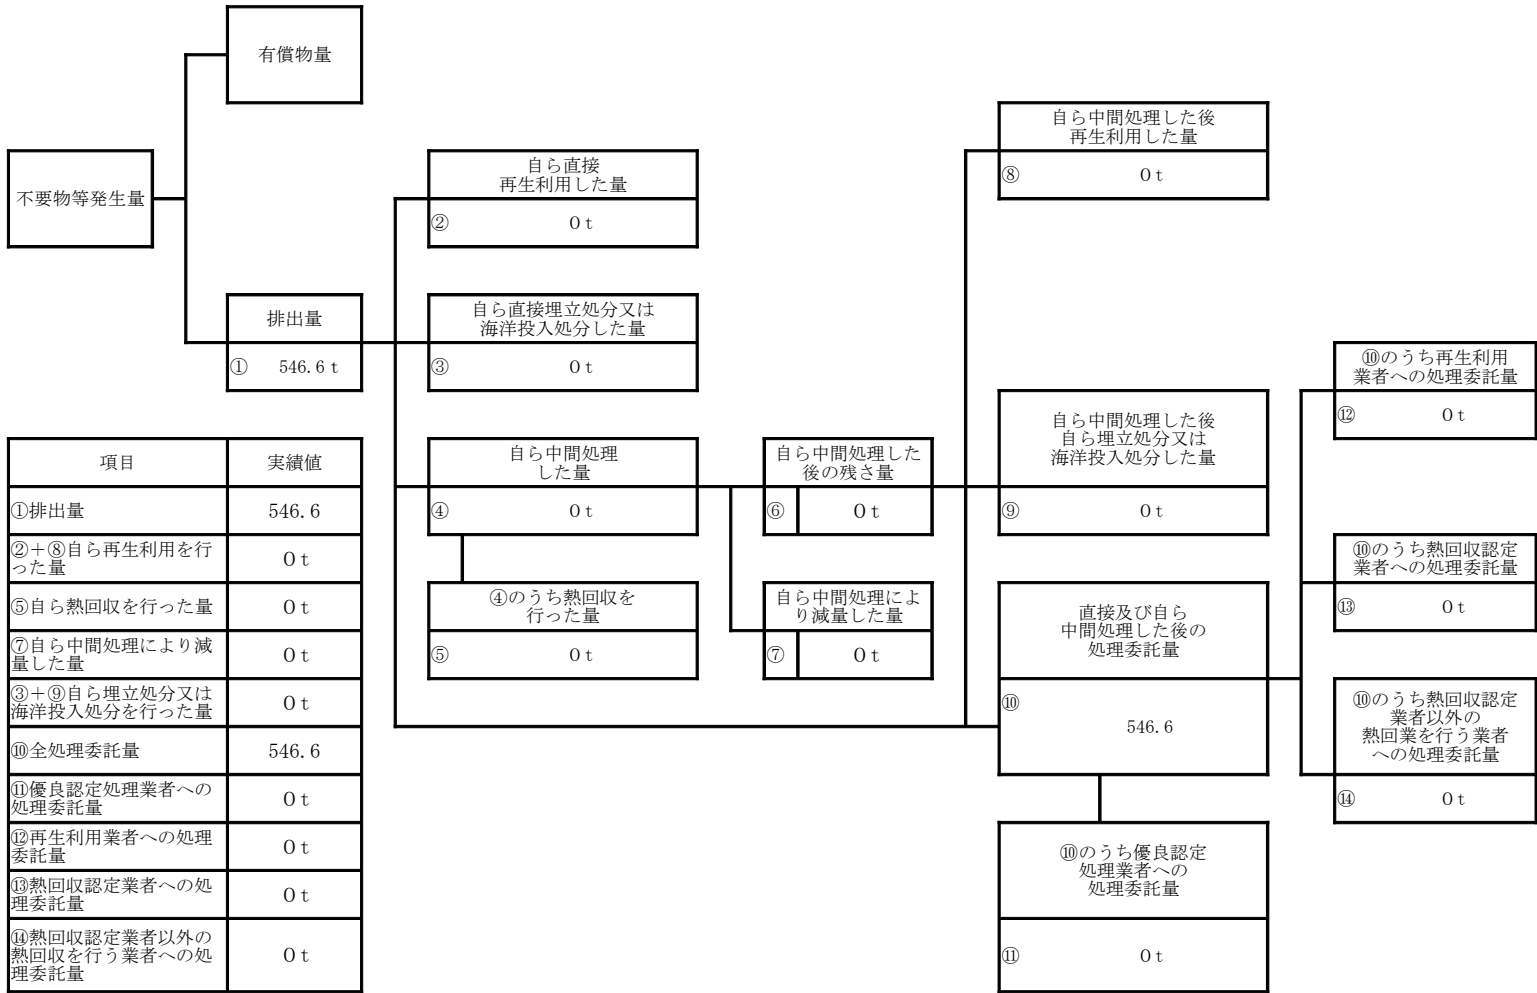 有償物量
不要物等発生量
排出量
① 546.6 t
自ら直接
再生利用した量
② 0 t
自ら直接埋立処分又は
海洋投入処分した量
③ 0 t
自ら中間処理
した量
④ 0 t
④のうち熱回収を
行った量
⑤ 0 t
自ら中間処理した
後の残さ量
⑥ 0 t
自ら中間処理によ
り減量した量
⑦ 0 t
自ら中間処理した後
再生利用した量
⑧ 0 t
自ら中間処理した後
自ら埋立処分又は
海洋投入処分した量
⑨ 0 t
直接及び自ら
中間処理した後の
処理委託量
⑩
546.6
⑩のうち優良認定
処理業者への
処理委託量
⑪ 0 t
⑩のうち再生利用
業者への処理委託量
⑫ 0 t
⑩のうち熱回収認定
業者への処理委託量
⑬ 0 t
⑩のうち熱回収認定
業者以外の
熱回業を行う業者
への処理委託量
⑭ 0 t
項目 実績値
①排出量 546.6
②＋⑧自ら再生利用を行
った量 0 t
⑤自ら熱回収を行った量 0 t
⑦自ら中間処理により減
量した量 0 t
③＋⑨自ら埋立処分又は
海洋投入処分を行った量 0 t
⑩全処理委託量 546.6
⑪優良認定処理業者への
処理委託量 0 t
⑫再生利用業者への処理
委託量 0 t
⑬熱回収認定業者への処
理委託量 0 t
⑭熱回収認定業者以外の
熱回収を行う業者への処
理委託量 0 t